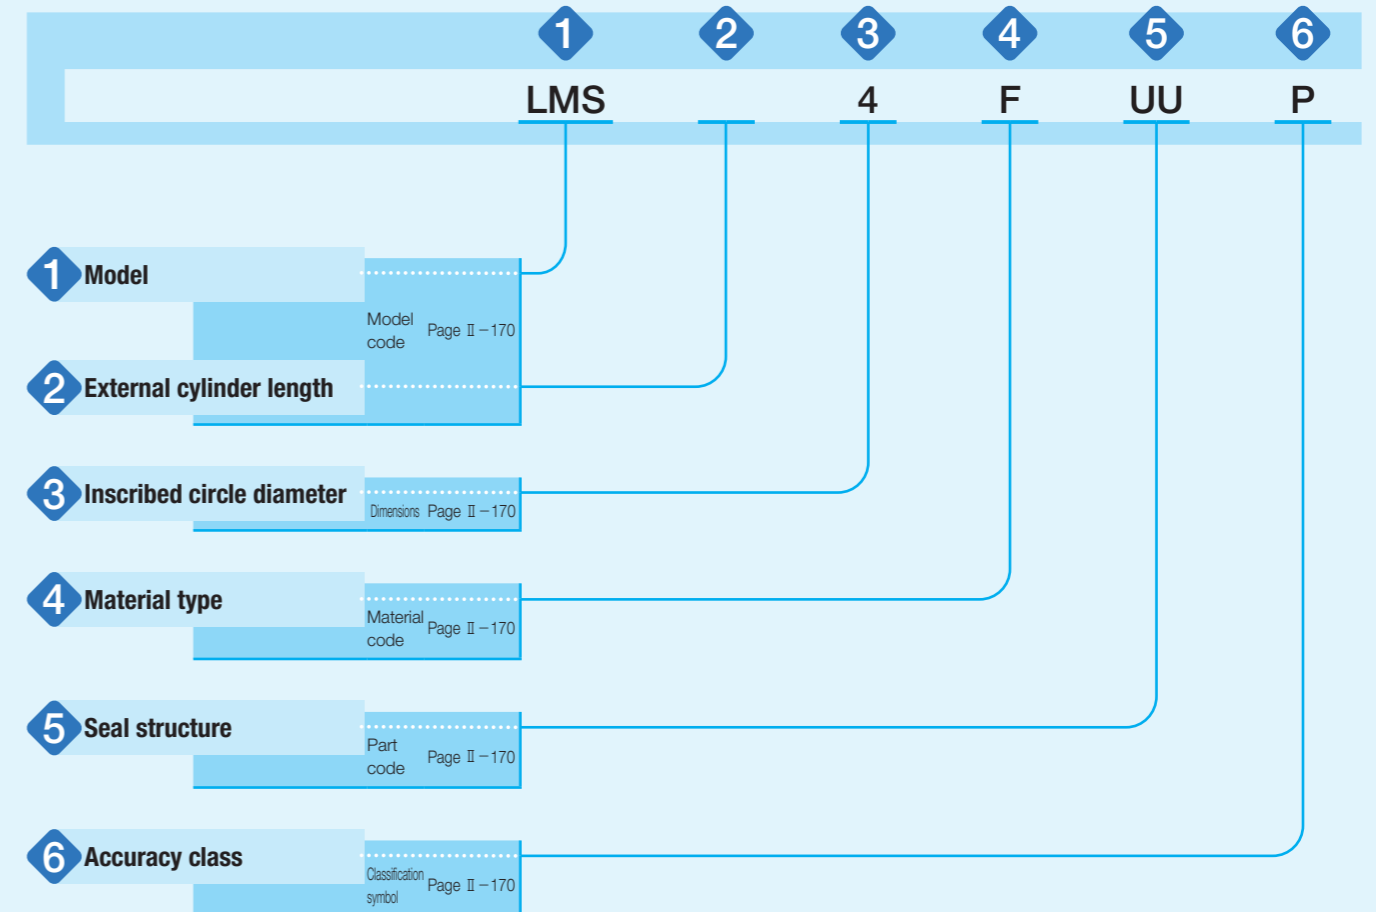 1 2 3 4 5 6
LMS 4 F UU P
1 Model
Model
code
Page Ⅱ－170
2 External cylinder length
3 Inscribed circle diameter
Dimensions Page Ⅱ－170
4 Material type
Material
code
Page Ⅱ－170
5 Seal structure
Part
code
Page Ⅱ－170
6 Accuracy class
Classification
symbol
Page Ⅱ－170